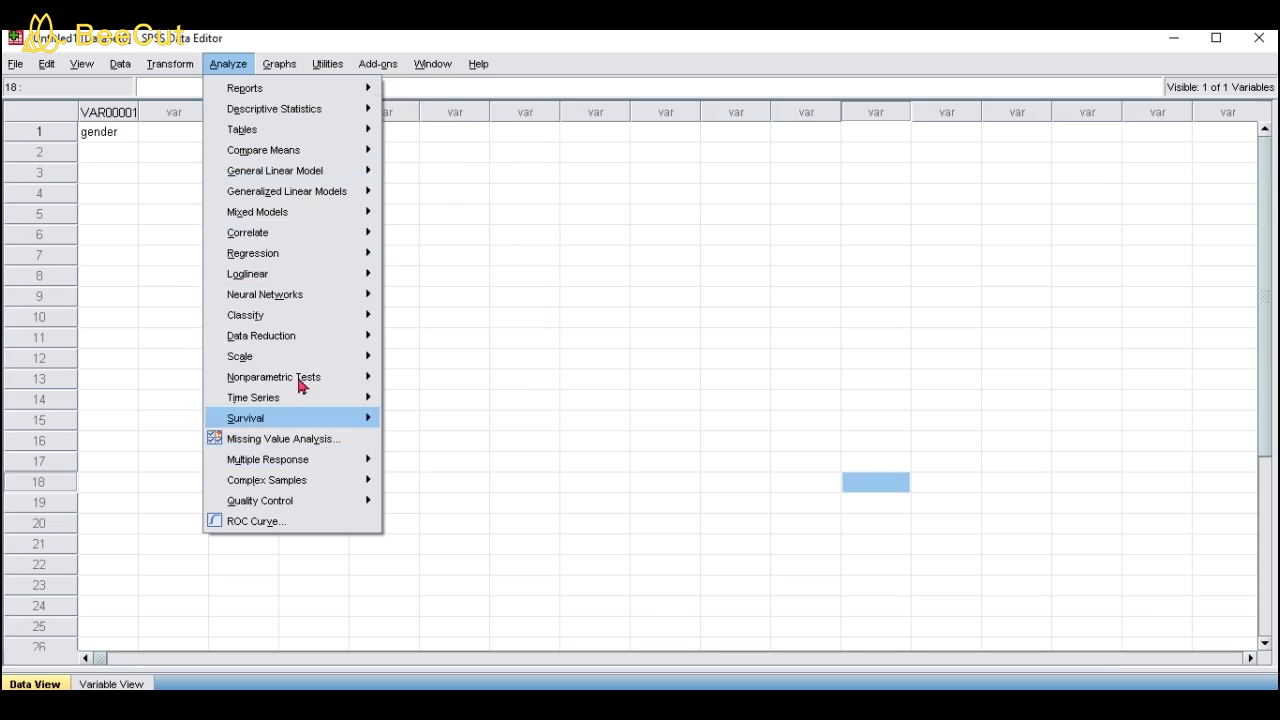 BeeCut
SPSS Data Editor
File Edit View Data Transform Analyze Graphs Utilities Add-ons Window Help
18 :
Visible: 1 of 1 Variables
VAR00001 var ar var var var var var var var var var var var var
1 gender
2
3
4
5
6
7
8
9
10
11
12
13
14
15
16
17
18
19
20
21
22
23
24
25
26
Reports
Descriptive Statistics
Tables
Compare Means
General Linear Model
Generalized Linear Models
Mixed Models
Correlate
Regression
Loglinear
Neural Networks
Classify
Data Reduction
Scale
Nonparametric Tests
Time Series
Survival
Missing Value Analysis...
Multiple Response
Complex Samples
Quality Control
ROC Curve...
Data View Variable View